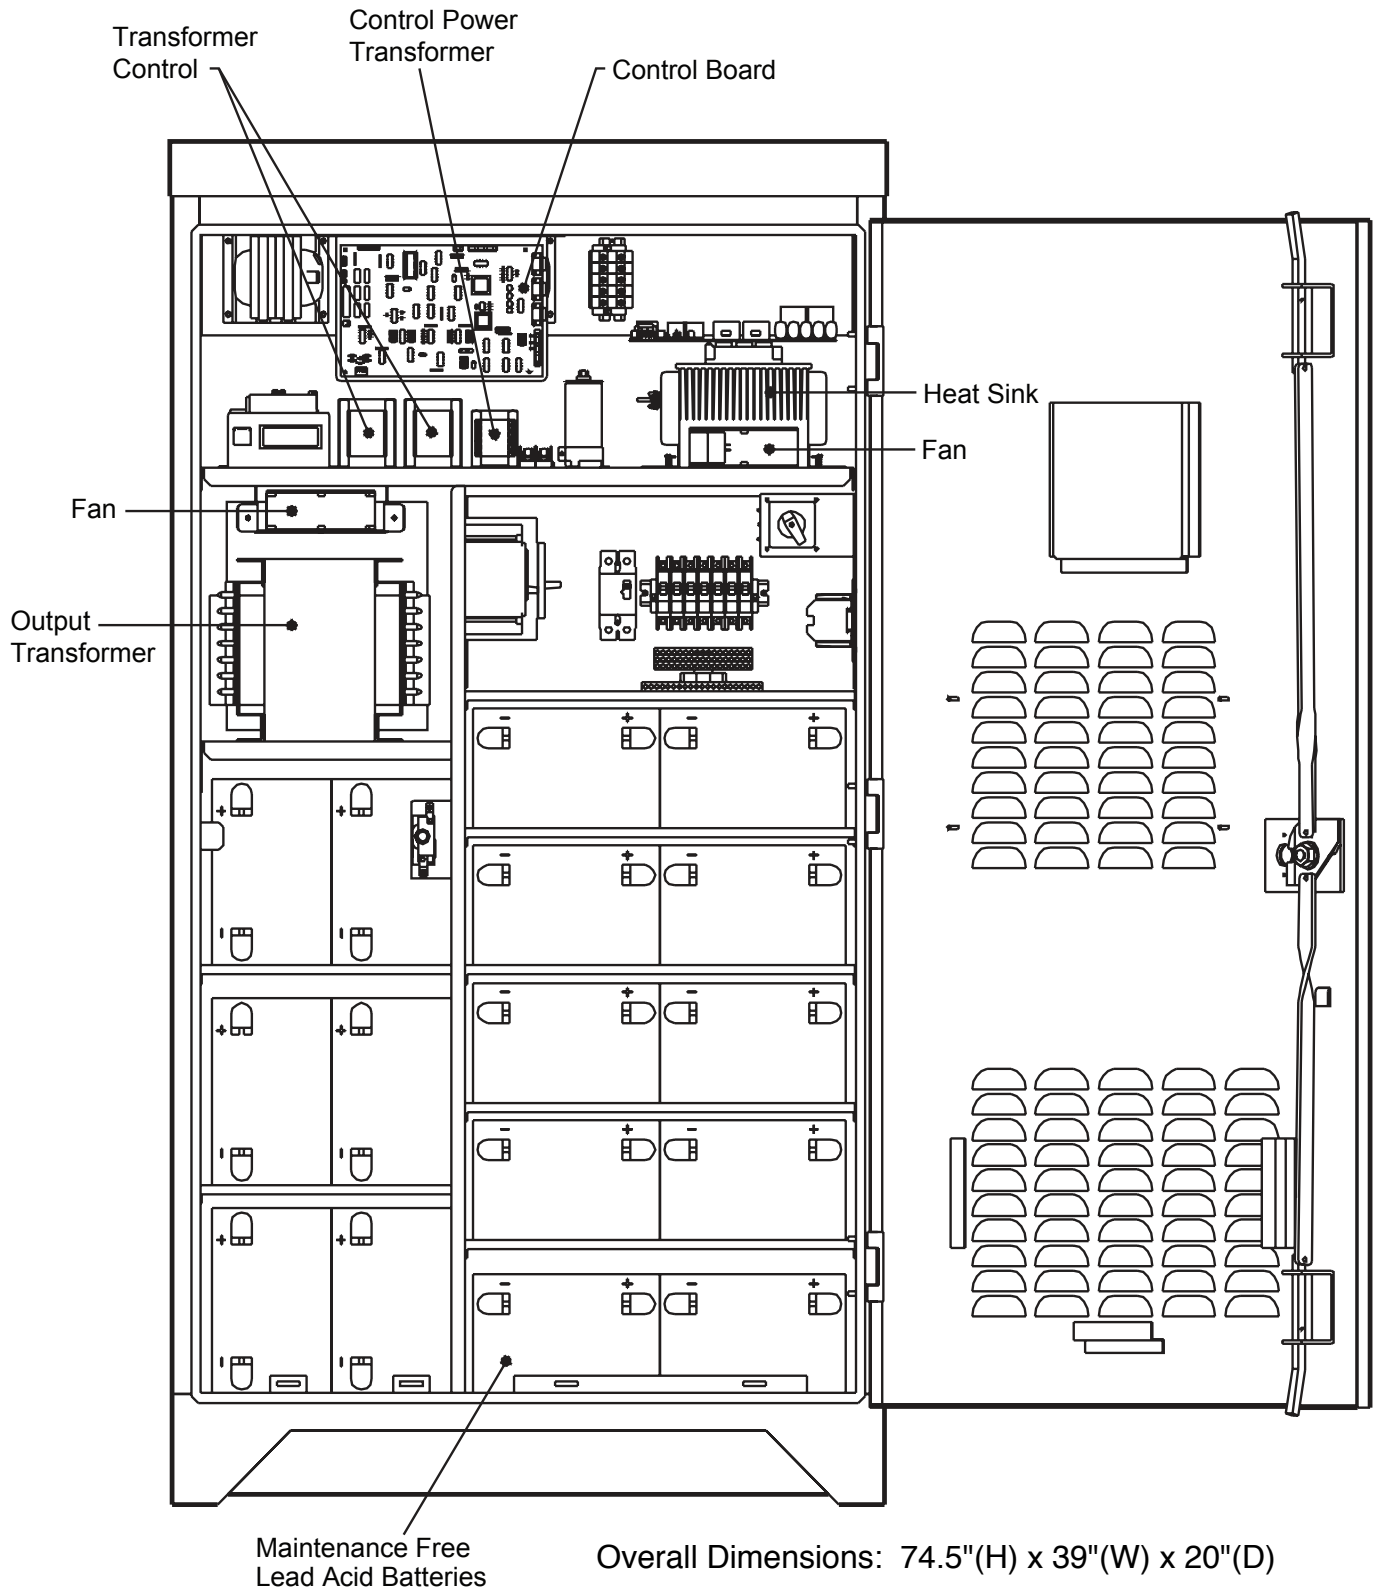 Control Power
Transformer
Transformer
Control
Control Board
Heat Sink
Fan
Fan
Output
Transformer
Maintenance Free
Lead Acid Batteries
Overall Dimensions: 74.5"(H) x 39"(W) x 20"(D)